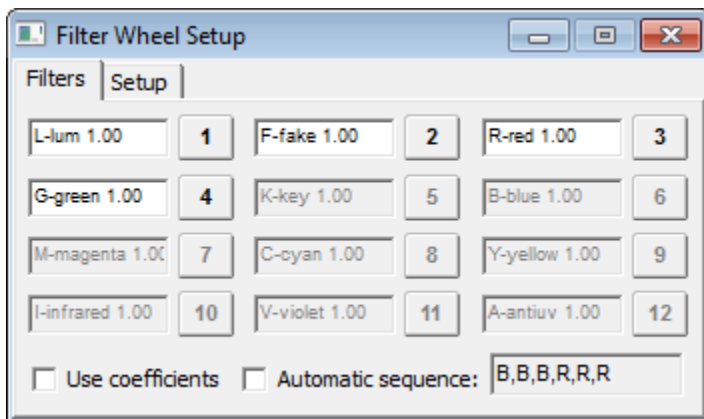 Filter Wheel Setup
Filters Setup
L-lum 1.00 1 F-fake 1.00 2 R-red 1.00 3
G-green 1.00 4 K-key 1.00 5 B-blue 1.00 6
M-magenta 1.00 7 C-cyan 1.00 8 Y-yellow 1.00 9
I-infrared 1.00 10 V-violet 1.00 11 A-antiuv 1.00 12
Use coefficients Automatic sequence: B,B,B,R,R,R